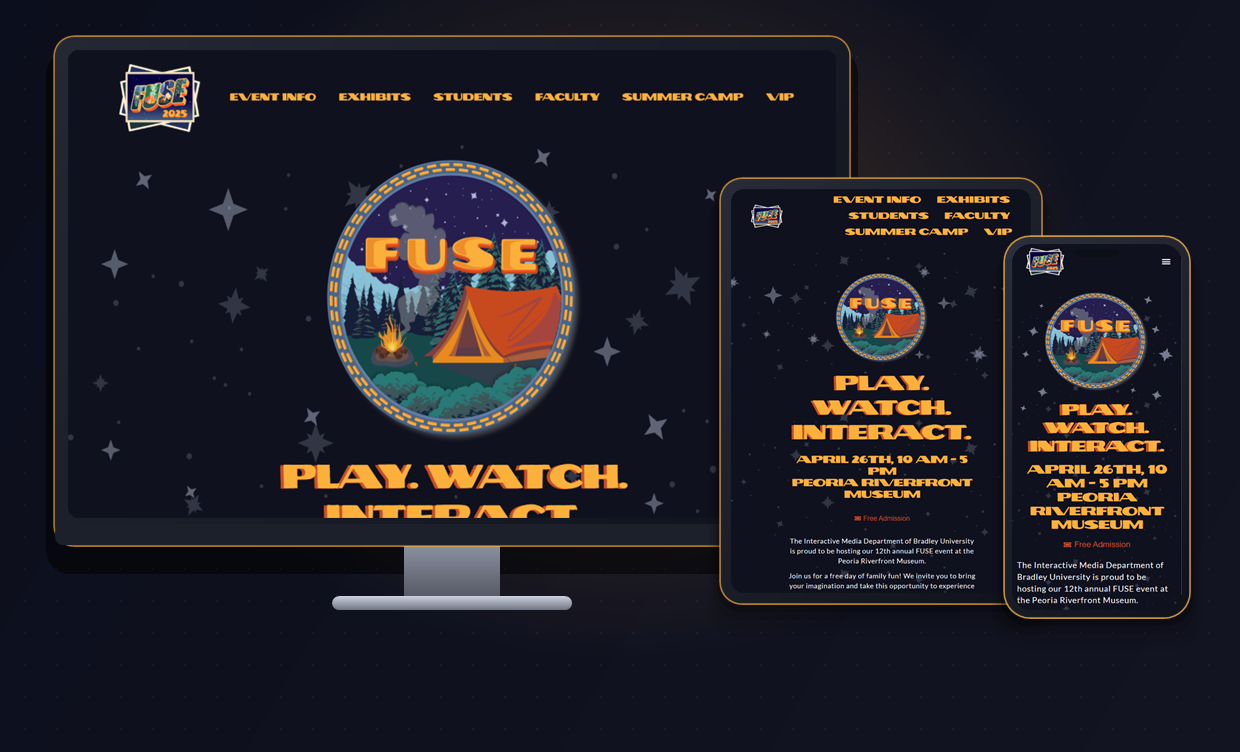 FUSE
2025
EVENT INFO EXHIBITS STUDENTS FACULTY SUMMER CAMP VIP
FUSE
PLAY. WATCH.
INTERACT.
FUSE
2025
EVENT INFO EXHIBITS
STUDENTS FACULTY
SUMMER CAMP VIP
FUSE
PLAY.
WATCH.
INTERACT.
APRIL 26TH, 10 AM - 5
PM
PEORIA RIVERFRONT
MUSEUM
Free Admission
The Interactive Media Department of Bradley University
is proud to be hosting our 12th annual FUSE event at the
Peoria Riverfront Museum.
Join us for a free day of family fun! We invite you to bring
your imagination and take this opportunity to experience
FUSE
2025
FUSE
PLAY.
WATCH.
INTERACT.
APRIL 26TH, 10
AM - 5 PM
PEORIA
RIVERFRONT
MUSEUM
Free Admission
The Interactive Media Department of
Bradley University is proud to be
hosting our 12th annual FUSE event at
the Peoria Riverfront Museum.